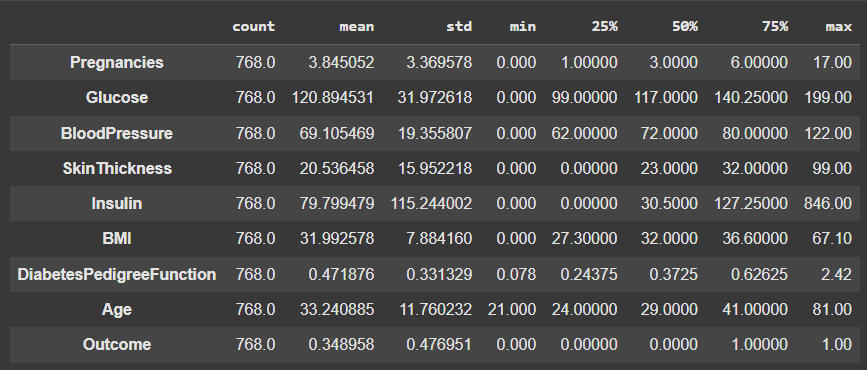 count mean std min 25% 50% 75% max
Pregnancies 768.0 3.845052 3.369578 0.000 1.00000 3.0000 6.00000 17.00
Glucose 768.0 120.894531 31.972618 0.000 99.00000 117.0000 140.25000 199.00
BloodPressure 768.0 69.105469 19.355807 0.000 62.00000 72.0000 80.00000 122.00
SkinThickness 768.0 20.536458 15.952218 0.000 0.00000 23.0000 32.00000 99.00
Insulin 768.0 79.799479 115.244002 0.000 0.00000 30.5000 127.25000 846.00
BMI 768.0 31.992578 7.884160 0.000 27.30000 32.0000 36.60000 67.10
DiabetesPedigreeFunction 768.0 0.471876 0.331329 0.078 0.24375 0.3725 0.62625 2.42
Age 768.0 33.240885 11.760232 21.000 24.00000 29.0000 41.00000 81.00
Outcome 768.0 0.348958 0.476951 0.000 0.00000 0.0000 1.00000 1.00